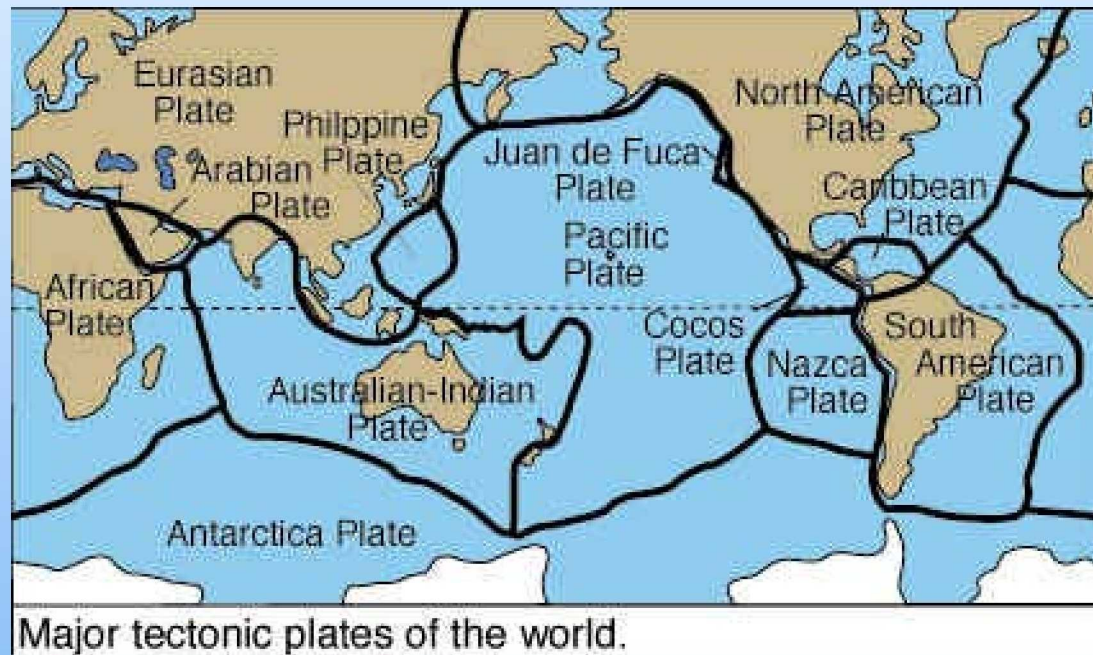 Eurasian
Plate
Philppine
Plate
Arabian
Plate
African
Plate
Juan de Fuca
Plate
Pacific
Plate
North American
Plate
Caribbean
Plate
Cocos
Plate
Nazca
Plate
South
American
Plate
Australian-Indian
Plate
Antarctica Plate
Major tectonic plates of the world.